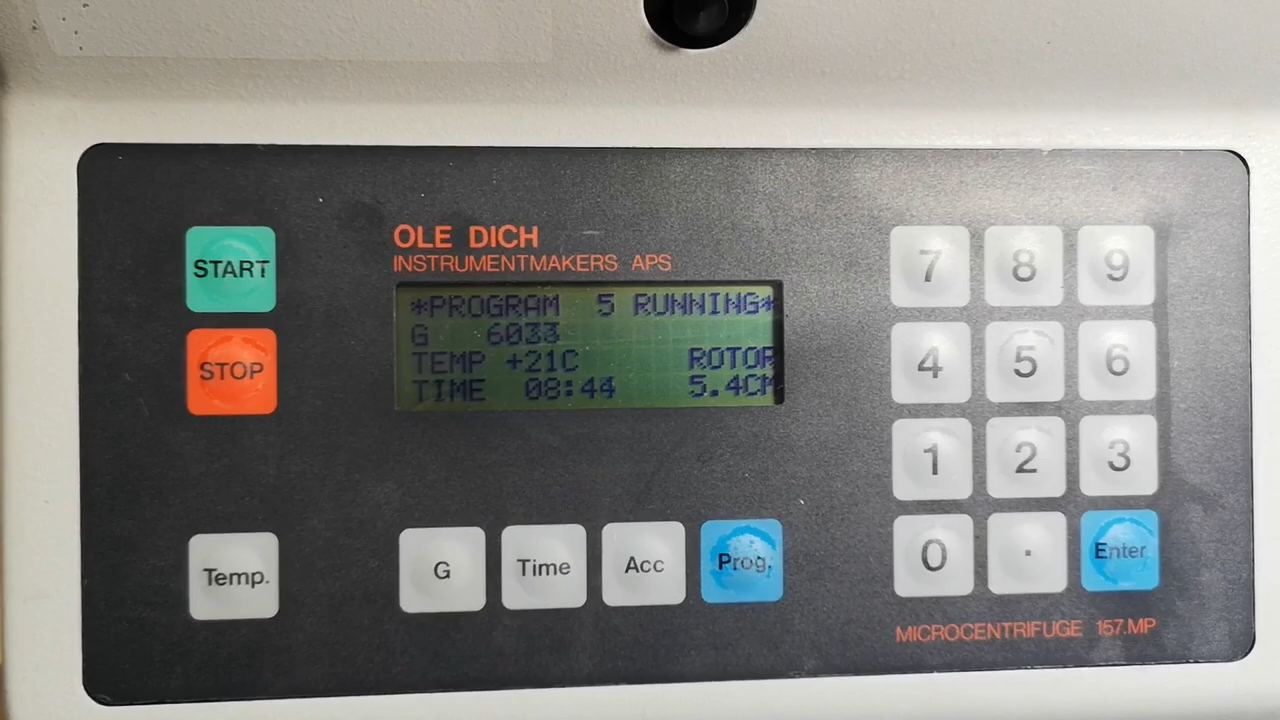 OLE DICH
INSTRUMENTMAKERS APS
*PROGRAM 5 RUNNING*
G 6033
TEMP +21C ROTOR
TIME 08:44 5.4CM
START
STOP
Temp.
G Time Acc Prog.
7 8 9
4 5 6
1 2 3
0 . Enter
MICROCENTRIFUGE 157.MP